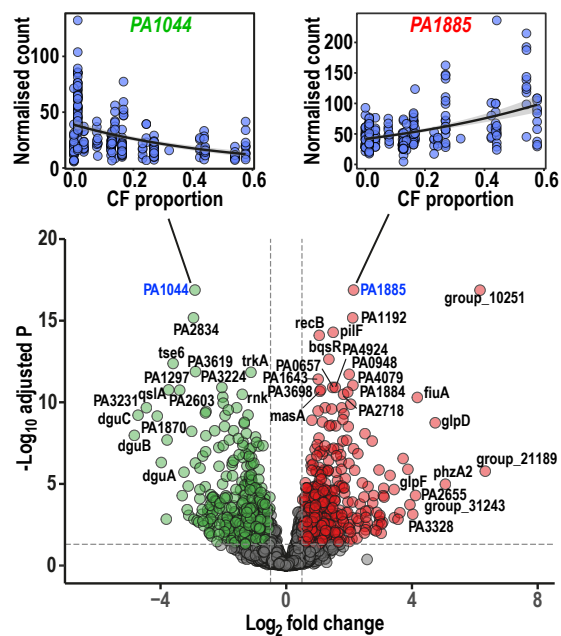 PA1044
PA1885
Normalised count
100
50
0
0.0 0.2 0.4 0.6
CF proportion
Normalised count
200
150
100
50
0
0.0 0.2 0.4 0.6
CF proportion
-Log10 adjusted P
20
15
10
5
0
PA1044
PA1885
group_10251
PA2834
recB
pilF
PA1192
tse6
PA3619
trkA
bqsR
PA4924
PA0657
PA0948
PA1297
PA3224
PA1643
PA4079
qslA
PA3698
PA1884
fiuA
PA3231
PA2603
rnk
masA
PA2718
dguC
PA1870
glpD
dguB
dguA
group_21189
glpF
phzA2
PA2655
group_31243
PA3328
−4 0 4 8
Log2 fold change